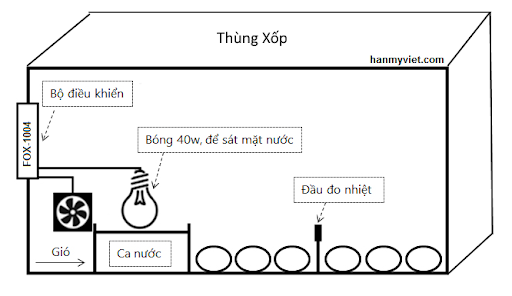 Thùng Xốp
hanmyviet.com
Bộ điều khiển
FOX-1004
Bóng 40w, để sát mặt nước
Đầu đo nhiệt
Gió
Ca nước